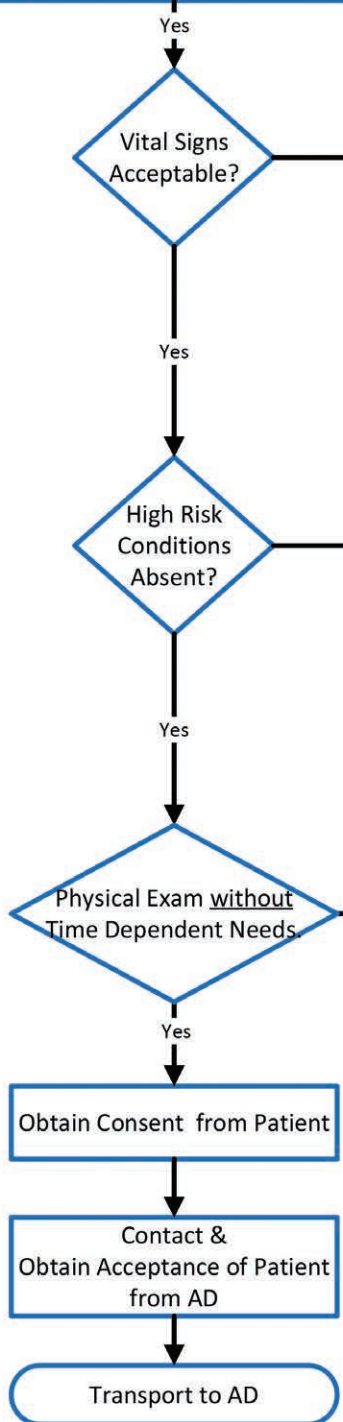 Yes
Vital Signs
Acceptable?
Yes
High Risk
Conditions
Absent?
Yes
Physical Exam without
Time Dependent Needs.
Yes
Obtain Consent from Patient
Contact &
Obtain Acceptance of Patient
from AD
Transport to AD